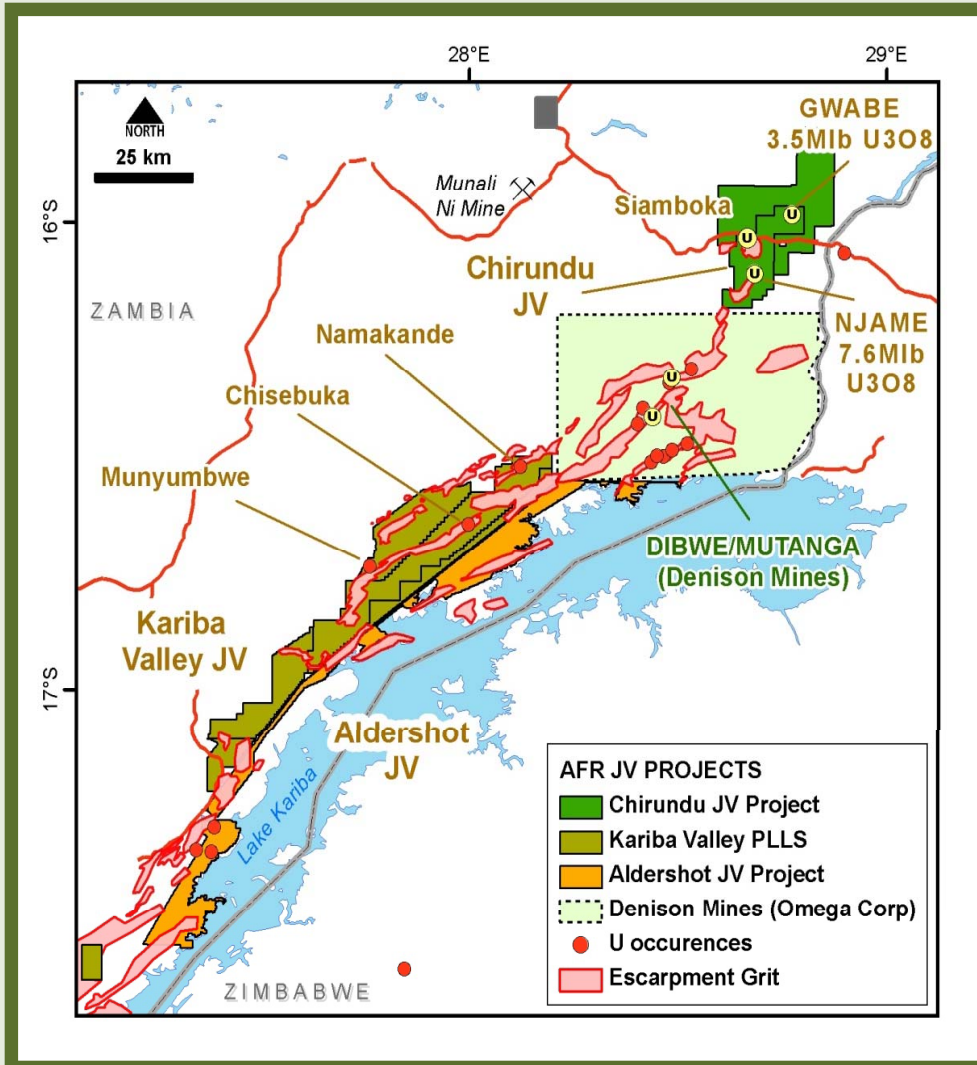 28°E
29°E
NORTH
25 km
GWABE
3.5Mlb U3O8
Munali
Ni Mine
Siamboka
16°S
Chirundu
JV
ZAMBIA
NJAME
7.6Mlb
U3O8
Namakande
Chisebuka
Munyumbwe
DIBWE/MUTANGA
(Denison Mines)
Kariba
Valley JV
17°S
Aldershot
JV
Lake Kariba
ZIMBABWE
U
U
U
U
U
AFR JV PROJECTS
Chirundu JV Project
Kariba Valley PLLS
Aldershot JV Project
Denison Mines (Omega Corp)
U occurences
Escarpment Grit